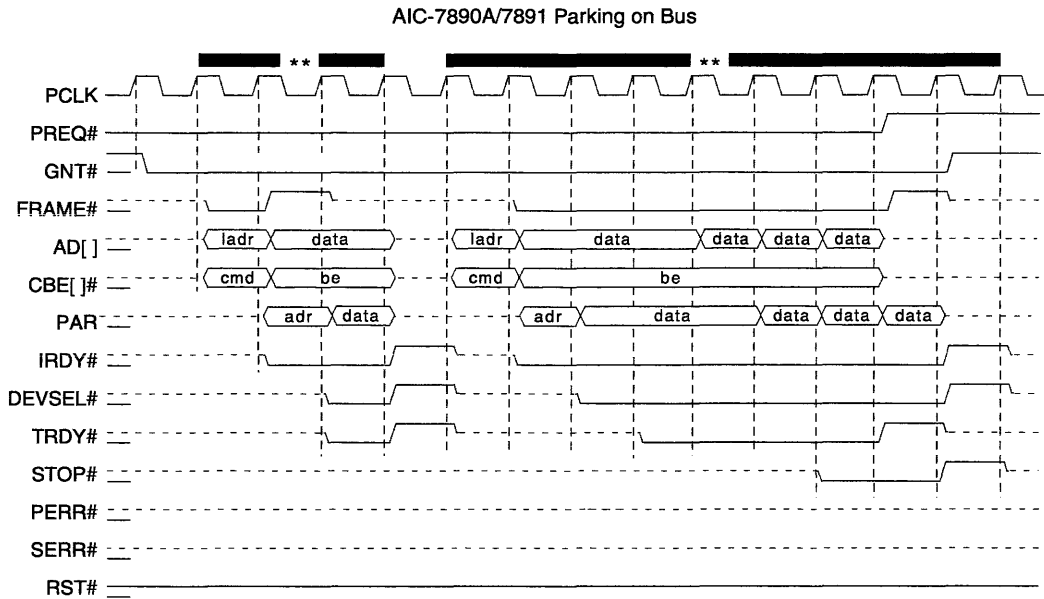 AIC-7890A/7891 Parking on Bus
** **
PCLK
PREQ#
GNT#
FRAME#
AD[ ] ladr data ladr data data data data
CBE[ ]# cmd be cmd be
PAR adr data adr data data data data
IRDY#
DEVSEL#
TRDY#
STOP#
PERR#
SERR#
RST#